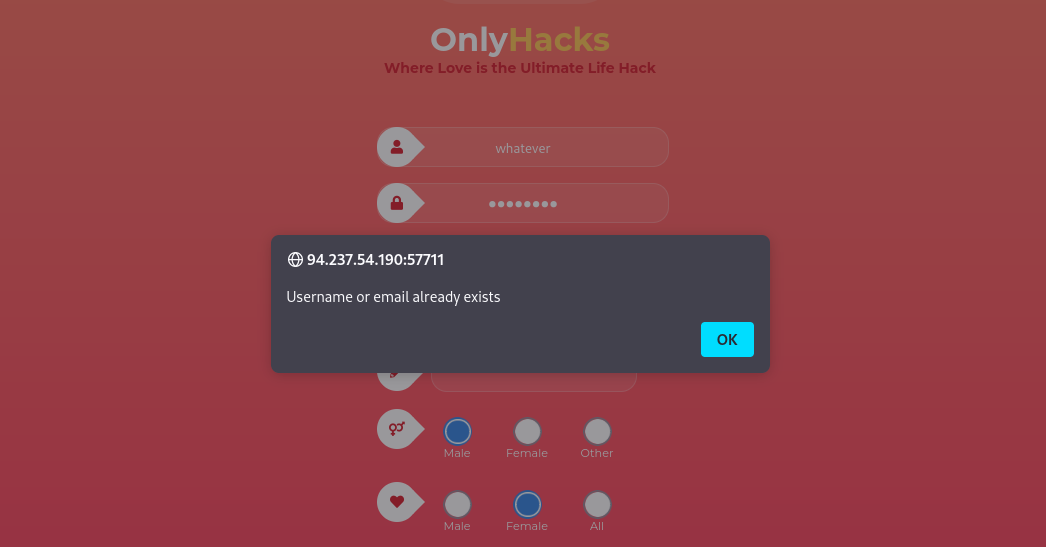 OnlyHacks
Where Love is the Ultimate Life Hack
whatever
94.237.54.190:57711
Username or email already exists
OK
Male Female Other
Male Female All